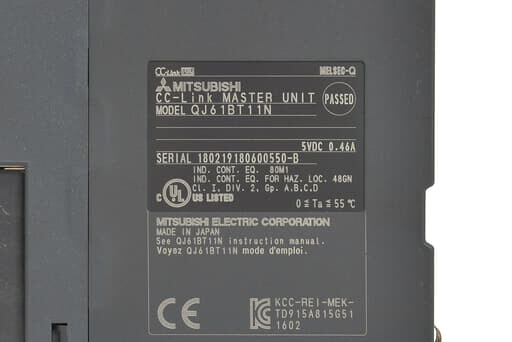 CC-Link V2 MELSEC-Q
MITSUBISHI
CC-Link MASTER UNIT
PASSED
MODEL QJ61BT11N
5VDC 0.46A
SERIAL 180219180600550-B
IND. CONT. EQ. 80M1
IND. CONT. EQ. FOR HAZ. LOC. 48GN
Cl. I, DIV. 2, Gp. A,B,C,D
C UL US LISTED 0≦Ta≦55℃
MITSUBISHI ELECTRIC CORPORATION
MADE IN JAPAN
See QJ61BT11N instruction manual.
Voyez QJ61BT11N mode d'emploi.
CE
KCC-REI-MEK-
TD915A815G51
1602